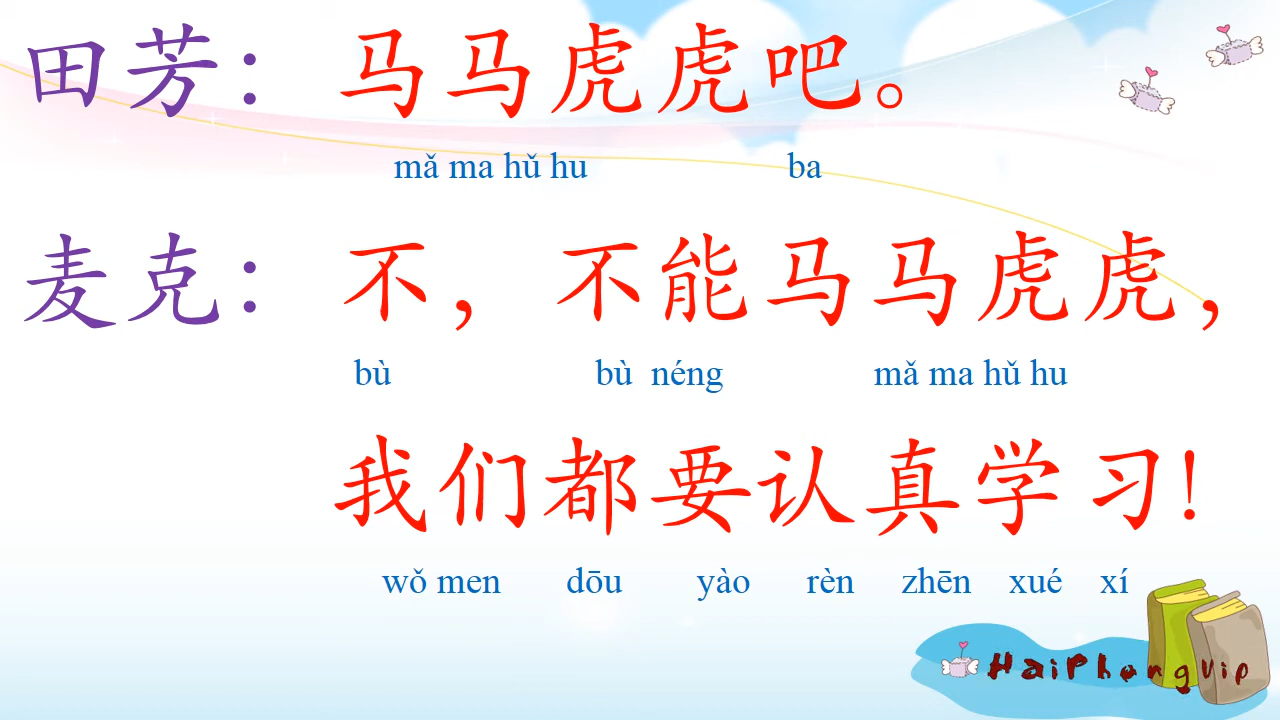 田芳：马马虎虎吧。
mǎ ma hǔ hu ba
麦克：不，不能马马虎虎，
bù bù néng mǎ ma hǔ hu
我们都要认真学习!
wǒ men dōu yào rèn zhēn xué xí
HaiPhongVip